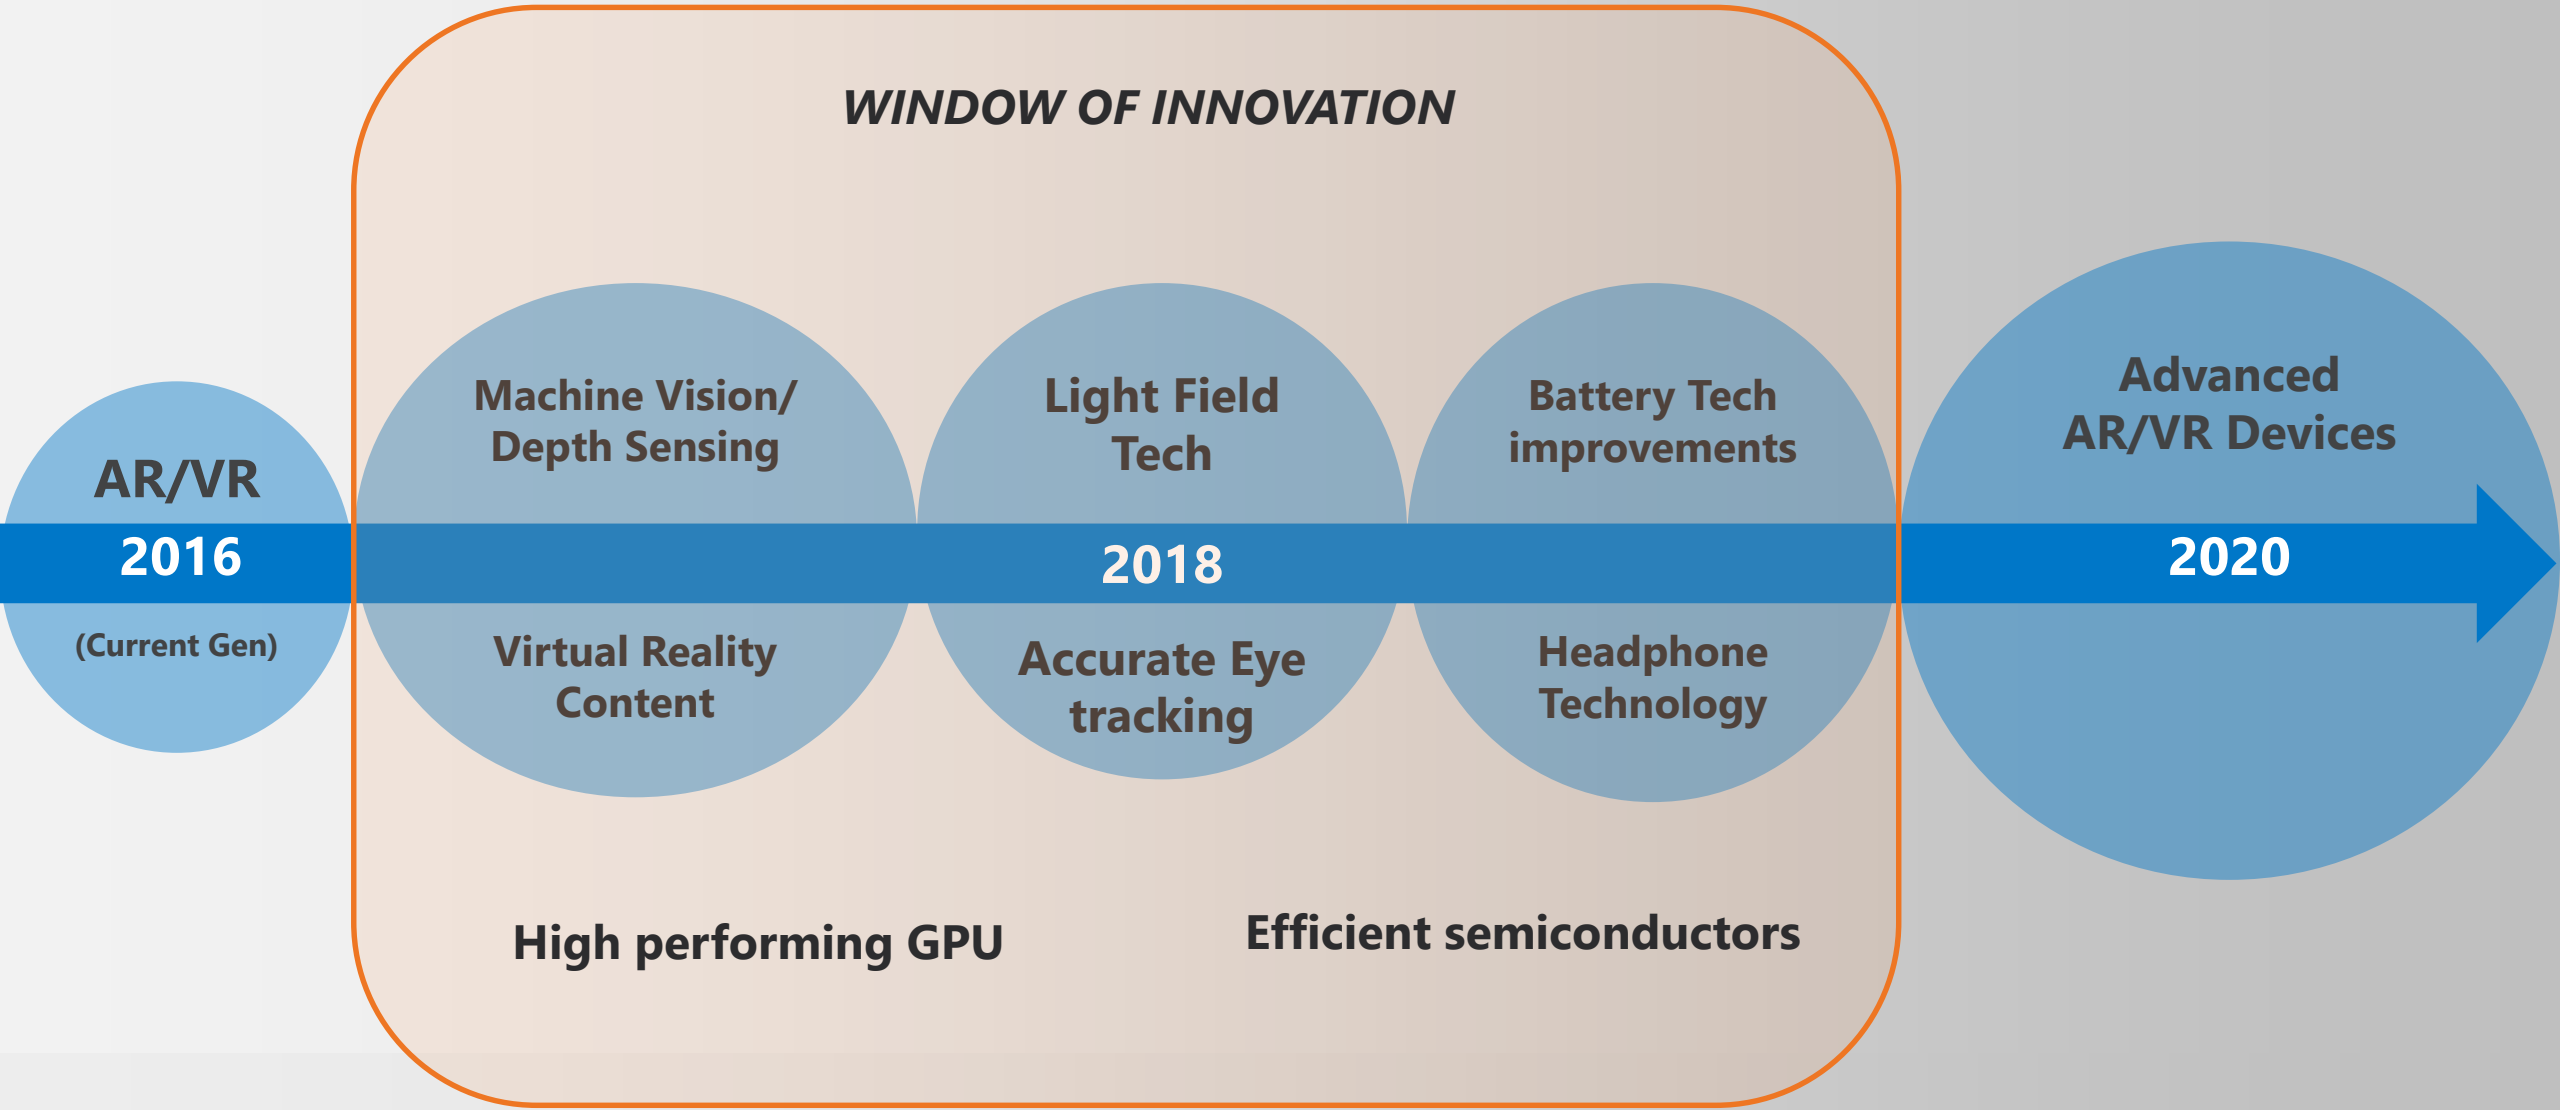 WINDOW OF INNOVATION
AR/VR
2016
(Current Gen)
Machine Vision/
Depth Sensing
Virtual Reality
Content
Light Field
Tech
2018
Accurate Eye
tracking
Battery Tech
improvements
Headphone
Technology
Advanced
AR/VR Devices
2020
High performing GPU
Efficient semiconductors